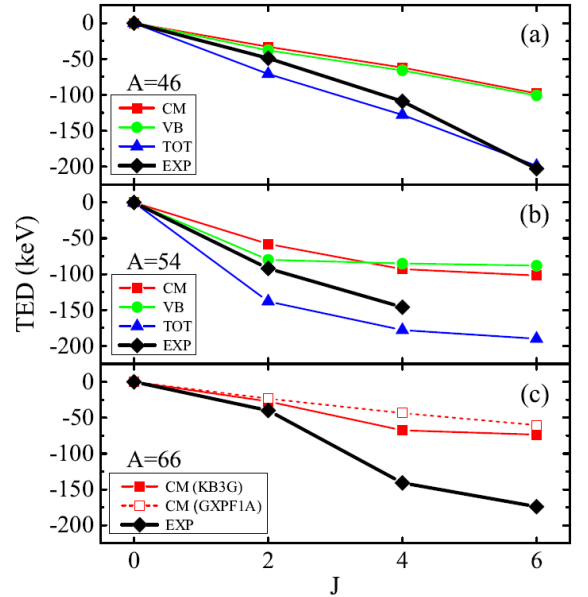 0
-50
-100
-150
-200
(a)
A=46
CM
VB
TOT
EXP
TED (keV)
0
-50
-100
-150
-200
(b)
A=54
CM
VB
TOT
EXP
0
-50
-100
-150
-200
(c)
A=66
CM (KB3G)
CM (GXPF1A)
EXP
0 2 4 6
J